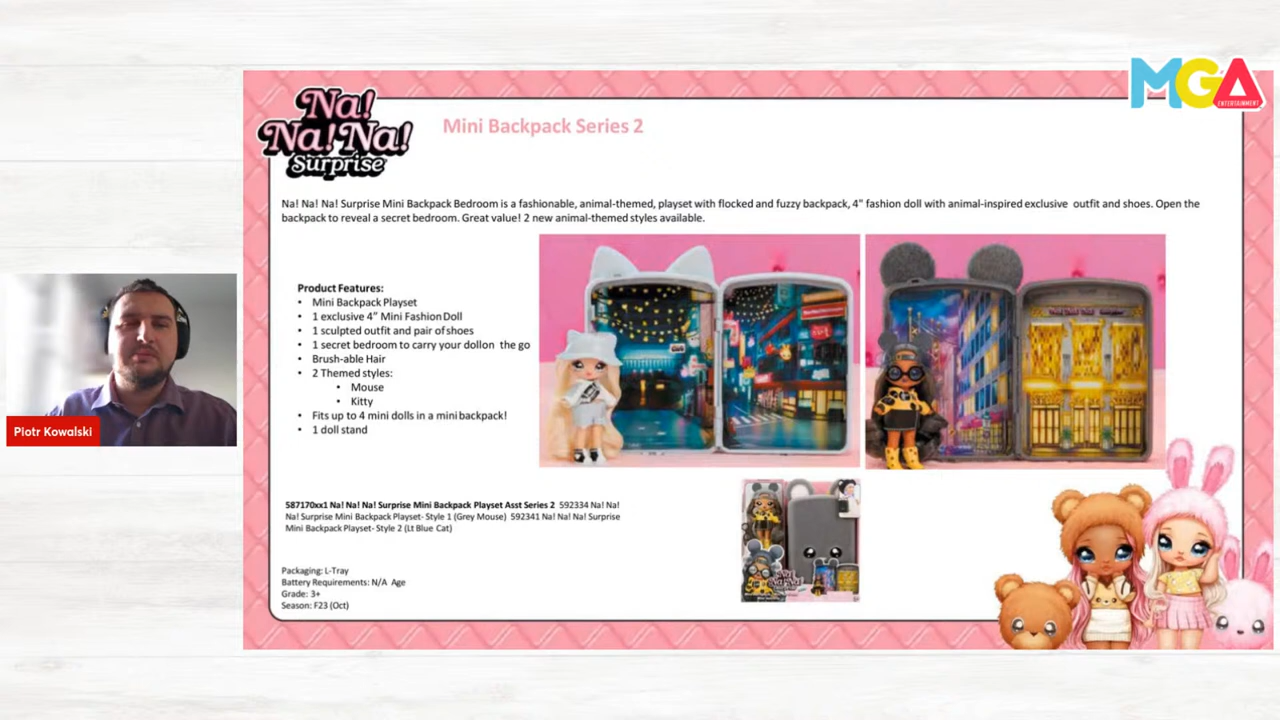 MGA
ENTERTAINMENT
Na!
Na! Na!
Surprise
Mini Backpack Series 2
Na! Na! Na! Surprise Mini Backpack Bedroom is a fashionable, animal-themed, playset with flocked and fuzzy backpack, 4" fashion doll with animal-inspired exclusive outfit and shoes. Open the
backpack to reveal a secret bedroom. Great value! 2 new animal-themed styles available.
Product Features:
• Mini Backpack Playset
• 1 exclusive 4” Mini Fashion Doll
• 1 sculpted outfit and pair of shoes
• 1 secret bedroom to carry your dollon the go
• Brush-able Hair
• 2 Themed styles:
• Mouse
• Kitty
• Fits up to 4 mini dolls in a mini backpack!
• 1 doll stand
Piotr Kowalski
587170xx1 Na! Na! Na! Surprise Mini Backpack Playset Asst Series 2 592334 Na! Na!
Na! Surprise Mini Backpack Playset- Style 1 (Grey Mouse) 592341 Na! Na! Na! Surprise
Mini Backpack Playset- Style 2 (Lt Blue Cat)
Na!
Na! Na!
Packaging: L-Tray
Battery Requirements: N/A Age
Grade: 3+
Season: F23 (Oct)